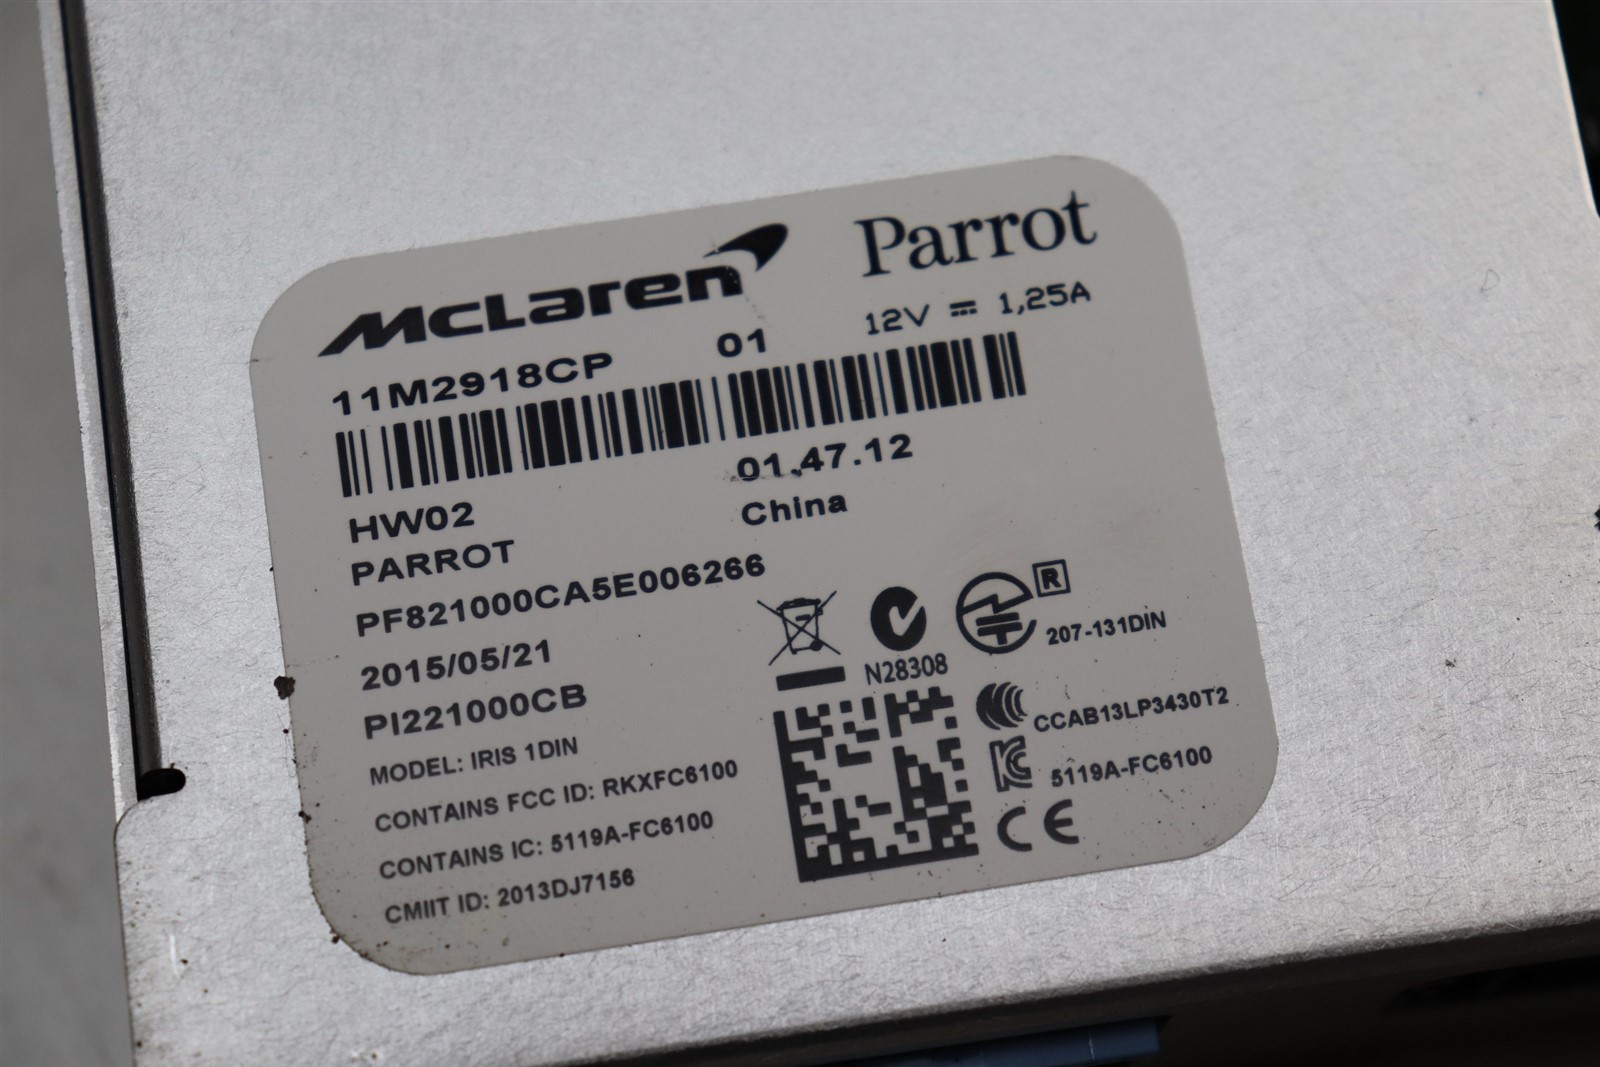 McLaren
Parrot
11M2918CP 01 12V ⎓ 1,25A
01.47.12
HW02
China
PARROT
PF821000CA5E006266
2015/05/21
PI221000CB
MODEL: IRIS 1DIN
CONTAINS FCC ID: RKXFC6100
CONTAINS IC: 5119A-FC6100
CMIIT ID: 2013DJ7156
N28308
R
207-131DIN
CCAB13LP3430T2
5119A-FC6100
CE